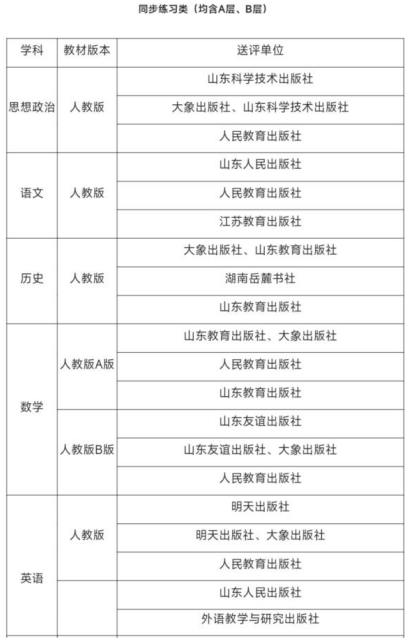 同步练习类（均含A层、B层）
学科 教材版本 送评单位
思想政治 人教版 山东科学技术出版社
大象出版社、山东科学技术出版社
人民教育出版社
语文 人教版 山东人民出版社
人民教育出版社
江苏教育出版社
历史 人教版 大象出版社、山东教育出版社
湖南岳麓书社
山东教育出版社
数学 人教版A版 山东教育出版社、大象出版社
人民教育出版社
山东教育出版社
人教版B版 山东友谊出版社
山东友谊出版社、大象出版社
人民教育出版社
英语 人教版 明天出版社
明天出版社、大象出版社
人民教育出版社
山东人民出版社
外语教学与研究出版社